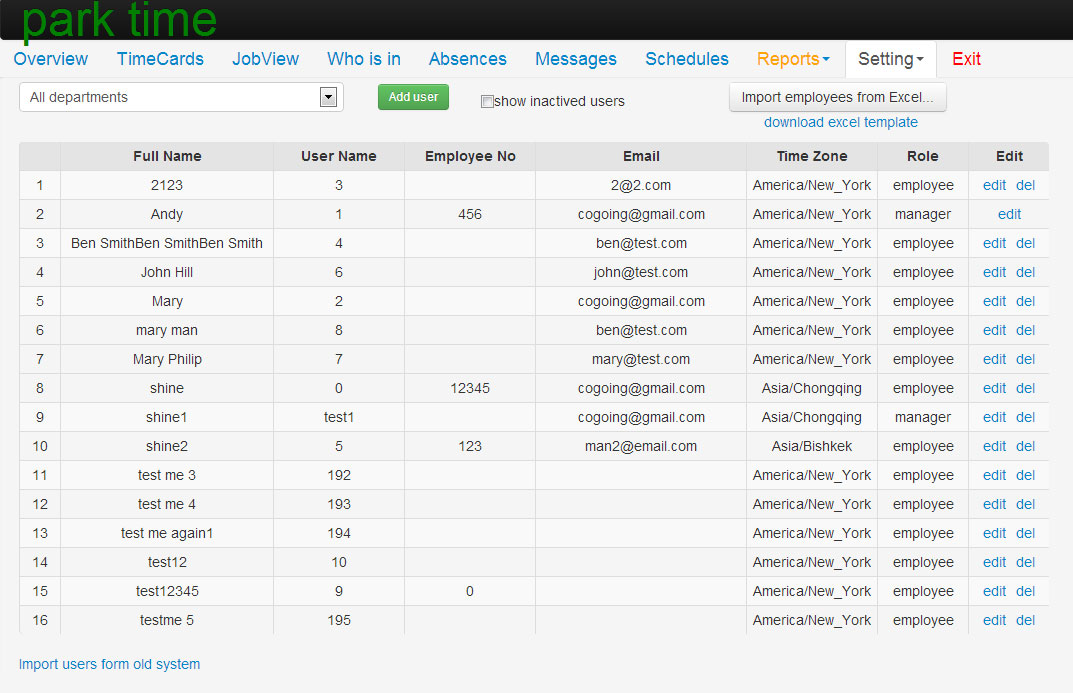 park time
Overview TimeCards JobView Who is in Absences Messages Schedules Reports Setting Exit
All departments Add user show inactived users Import employees from Excel...
download excel template
Full Name User Name Employee No Email Time Zone Role Edit
1 2123 3 2@2.com America/New_York employee edit del
2 Andy 1 456 cogoing@gmail.com America/New_York manager edit
3 Ben SmithBen SmithBen Smith 4 ben@test.com America/New_York employee edit del
4 John Hill 6 john@test.com America/New_York employee edit del
5 Mary 2 cogoing@gmail.com America/New_York employee edit del
6 mary man 8 ben@test.com America/New_York employee edit del
7 Mary Philip 7 mary@test.com America/New_York employee edit del
8 shine 0 12345 cogoing@gmail.com Asia/Chongqing employee edit del
9 shine1 test1 cogoing@gmail.com Asia/Chongqing manager edit del
10 shine2 5 123 man2@email.com Asia/Bishkek employee edit del
11 test me 3 192 America/New_York employee edit del
12 test me 4 193 America/New_York employee edit del
13 test me again1 194 America/New_York employee edit del
14 test12 10 America/New_York employee edit del
15 test12345 9 0 America/New_York employee edit del
16 testme 5 195 America/New_York employee edit del
Import users form old system